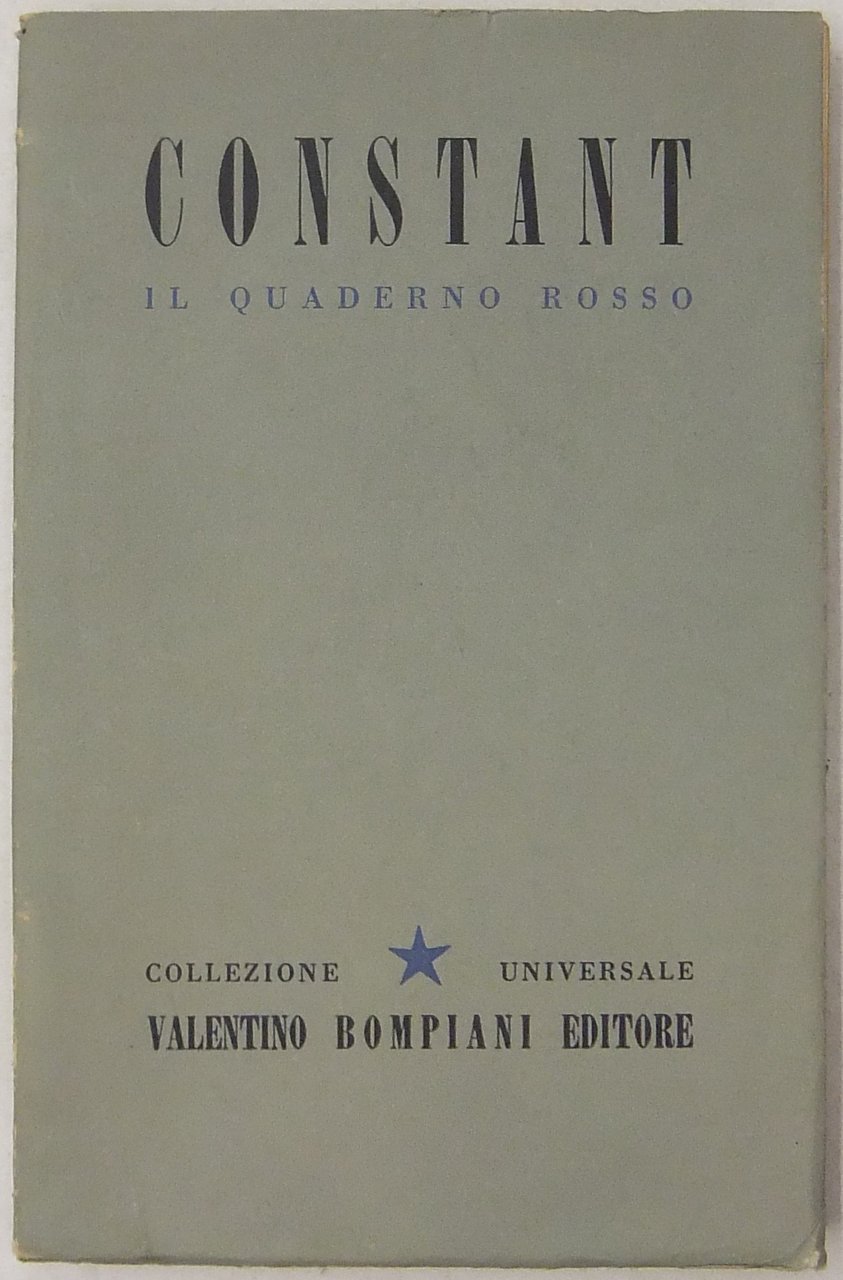 CONSTANT
IL QUADERNO ROSSO
COLLEZIONE UNIVERSALE
VALENTINO BOMPIANI EDITORE